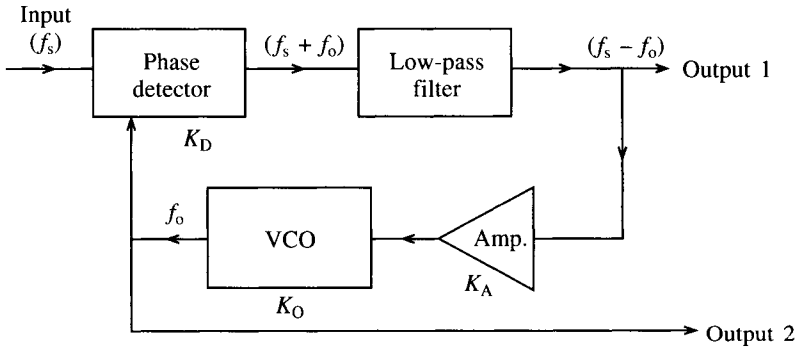 Input
(fs)
Phase
detector
KD
(fs + fo)
Low-pass
filter
(fs − fo)
Output 1
fo
VCO
KO
Amp.
KA
Output 2